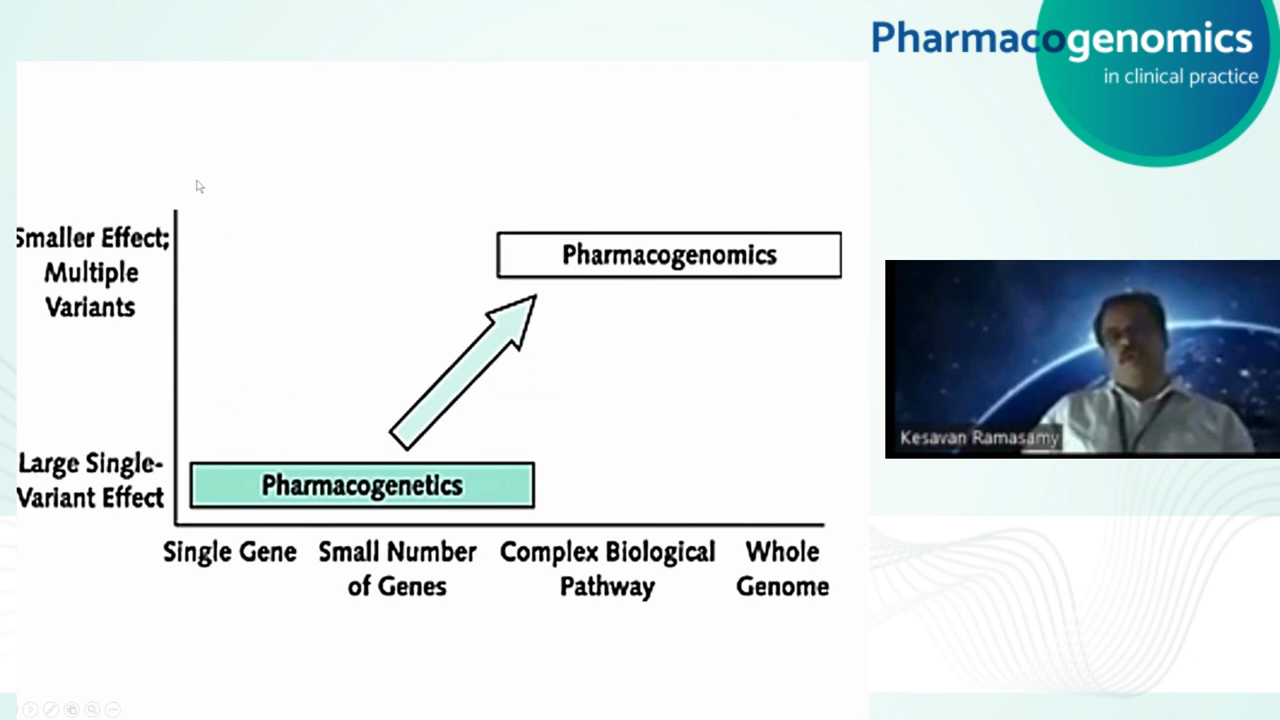 Pharmacogenomics
in clinical practice
Smaller Effect;
Multiple
Variants
Pharmacogenomics
Large Single-
Variant Effect
Pharmacogenetics
Single Gene
Small Number
of Genes
Complex Biological
Pathway
Whole
Genome
Kesavan Ramasamy